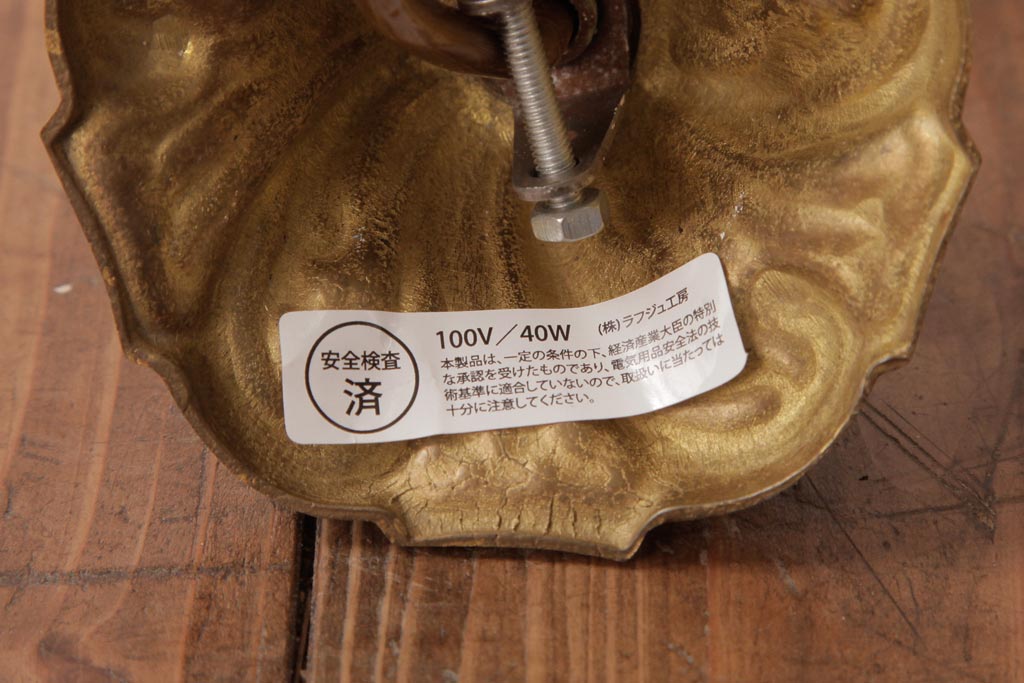 安全検査
済
100V／40W (株)ラフジュ工房
本製品は、一定の条件の下、経済産業大臣の特別
な承認を受けたものであり、電気用品安全法の技
術基準に適合していないので、取扱いに当たっては
十分に注意してください。